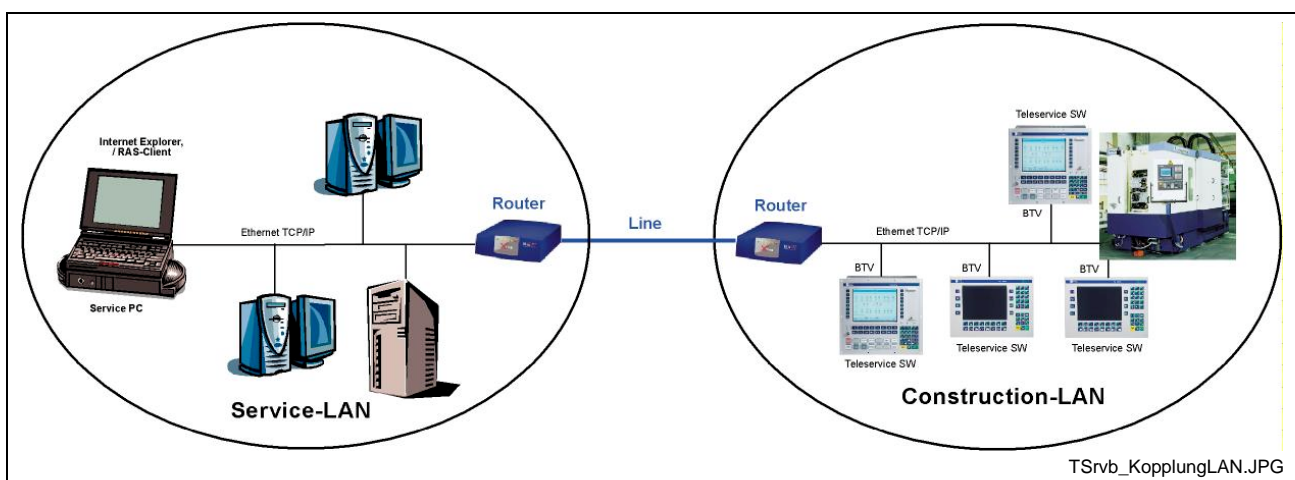 Internet Explorer,
/ RAS-Client
Service PC
Ethernet TCP/IP
Router
Service-LAN
Line
Router
Ethernet TCP/IP
Teleservice SW
BTV
BTV
Teleservice SW
BTV
Teleservice SW
BTV
Teleservice SW
Construction-LAN
TSrvb_KopplungLAN.JPG